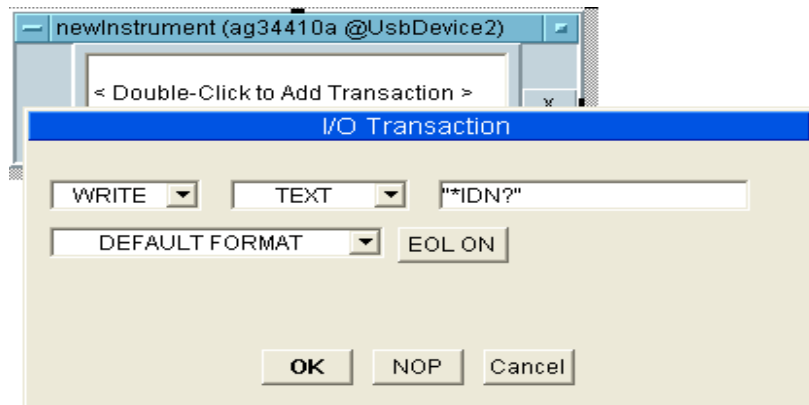 newInstrument (ag34410a @UsbDevice2)
< Double-Click to Add Transaction >
x
I/O Transaction
WRITE TEXT "*IDN?"
DEFAULT FORMAT EOL ON
OK NOP Cancel